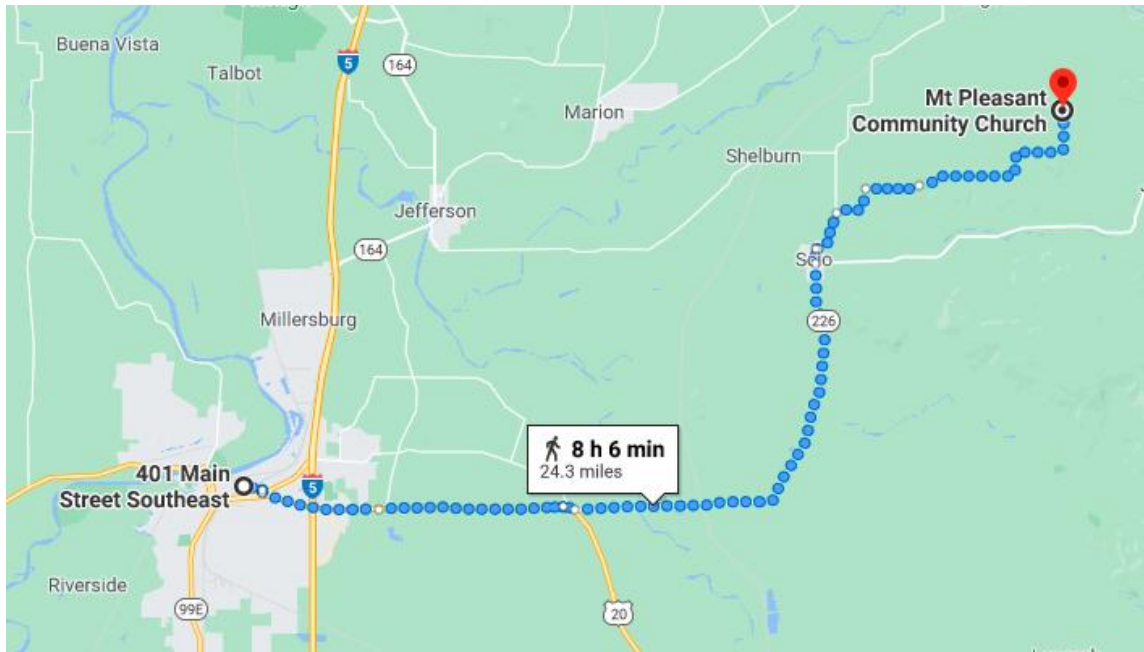 Buena Vista
Talbot
5
164
Marion
Mt Pleasant
Community Church
Shelburn
Jefferson
164
Scio
Millersburg
226
8 h 6 min
24.3 miles
401 Main
Street Southeast
5
Riverside
99E
20